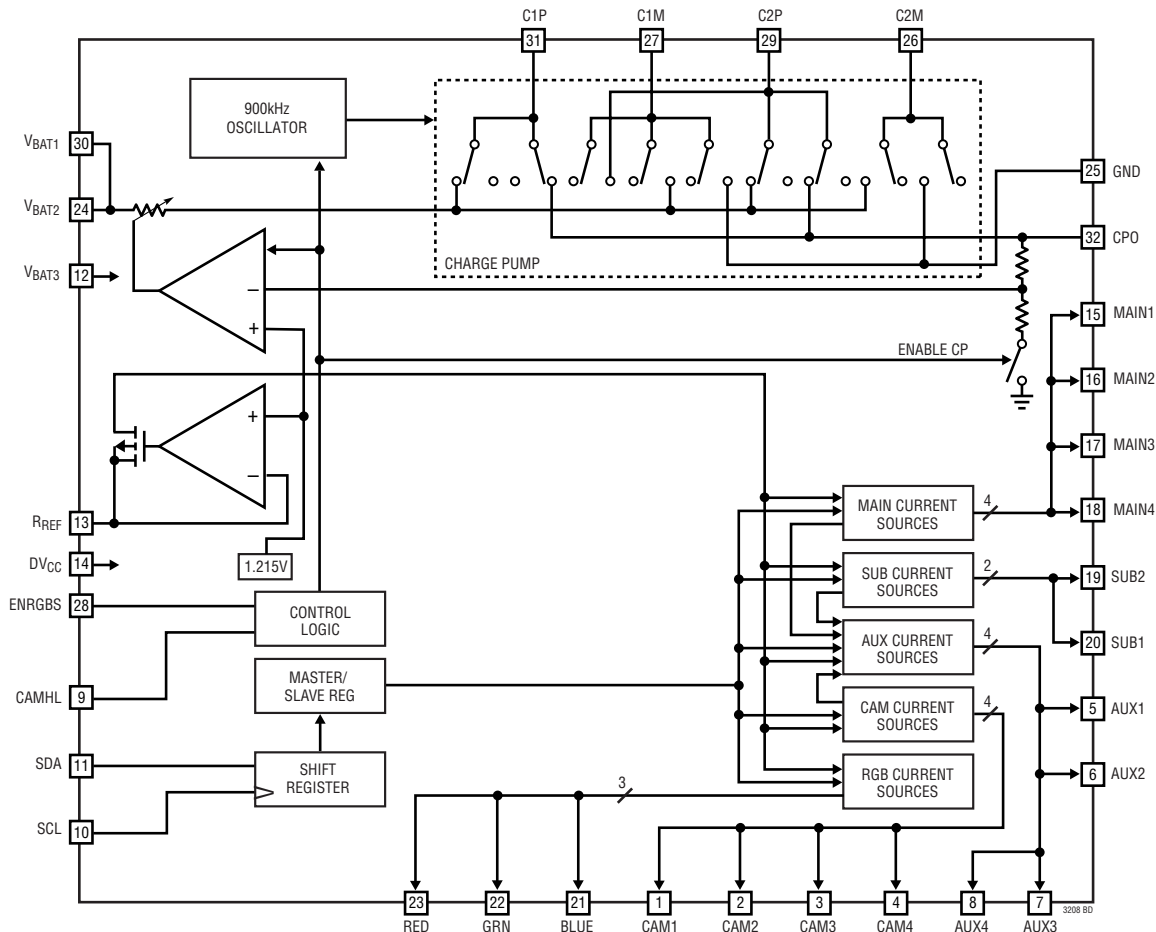 C1P C1M C2P C2M
31 27 29 26
900kHz
OSCILLATOR
VBAT1 30
VBAT2 24
VBAT3 12
CHARGE PUMP
25 GND
32 CPO
−
+
ENABLE CP
+
−
15 MAIN1
16 MAIN2
17 MAIN3
18 MAIN4
RREF 13
DVCC 14
1.215V
ENRGBS 28
CONTROL
LOGIC
CAMHL 9
MASTER/
SLAVE REG
SDA 11
SHIFT
REGISTER
SCL 10
MAIN CURRENT
SOURCES
4
SUB CURRENT
SOURCES
2
19 SUB2
AUX CURRENT
SOURCES
4
20 SUB1
CAM CURRENT
SOURCES
4
5 AUX1
RGB CURRENT
SOURCES
3
6 AUX2
23 22 21 1 2 3 4 8 7
RED GRN BLUE CAM1 CAM2 CAM3 CAM4 AUX4 AUX3
3208 BD